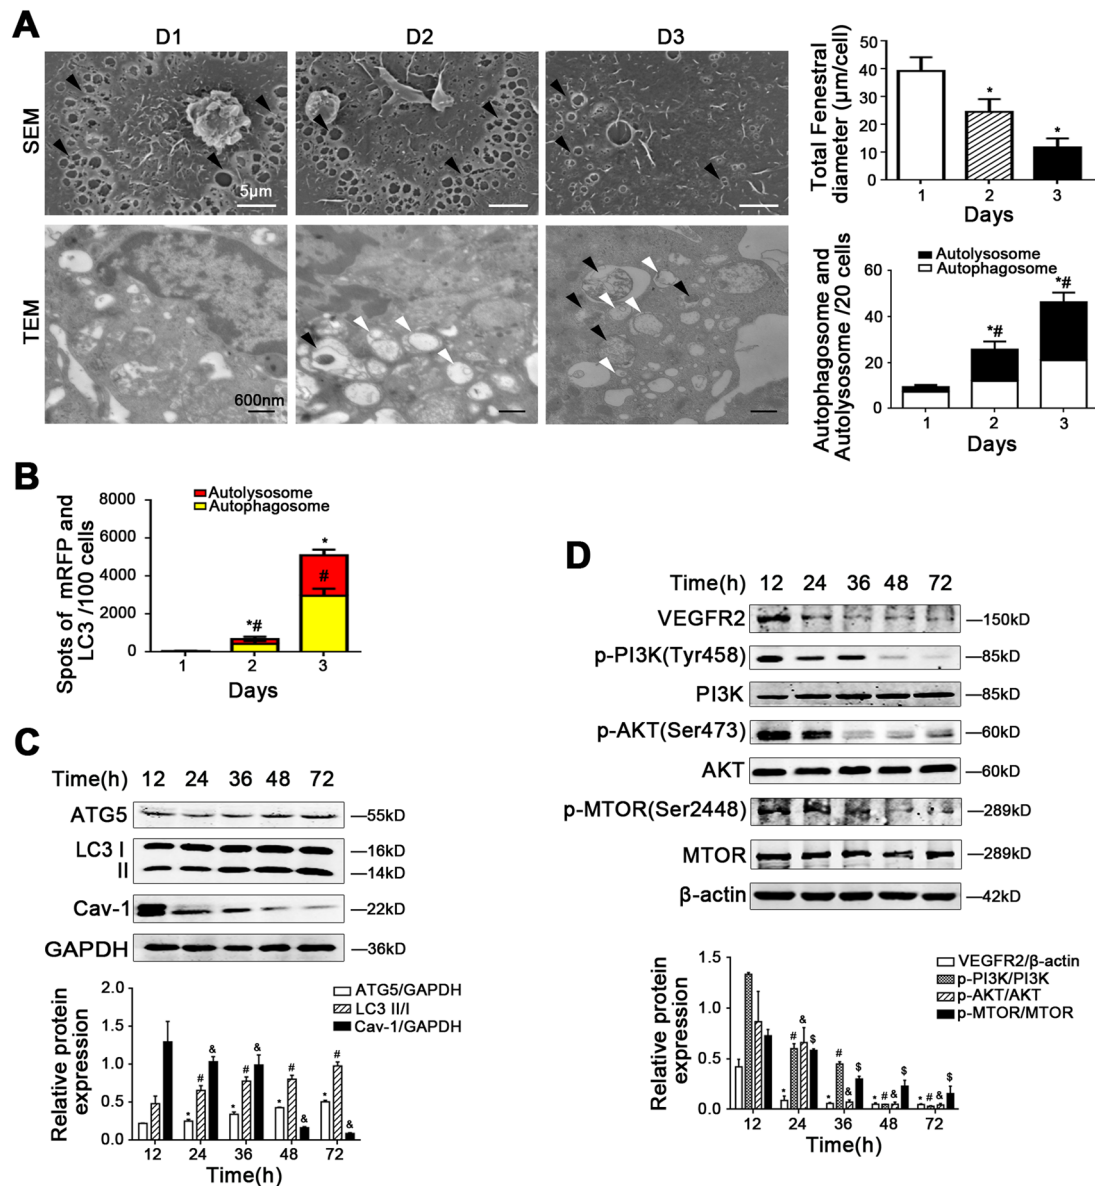 A
D1 D2 D3
SEM
5μm
TEM
600nm
Total Fenestral
diameter (μm/cell)
50
40
30
20
10
0
* *
1 2 3
Days
Autophagosome and
Autolysosome /20 cells
Autolysosome
Autophagosome
60
40
20
0
*# *#
1 2 3
Days
B
Spots of mRFP and
LC3 /100 cells
Autolysosome
Autophagosome
8000
6000
4000
2000
0
*# * #
1 2 3
Days
C
Time(h) 12 24 36 48 72
ATG5 55kD
LC3 I 16kD
II 14kD
Cav-1 22kD
GAPDH 36kD
Relative protein
expression
ATG5/GAPDH
LC3 II/I
Cav-1/GAPDH
2.0
1.5
1.0
0.5
0.0
* # & * # & * # & * # &
12 24 36 48 72
Time(h)
D
Time(h) 12 24 36 48 72
VEGFR2 150kD
p-PI3K(Tyr458) 85kD
PI3K 85kD
p-AKT(Ser473) 60kD
AKT 60kD
p-MTOR(Ser2448) 289kD
MTOR 289kD
β-actin 42kD
Relative protein
expression
VEGFR2/β-actin
p-PI3K/PI3K
p-AKT/AKT
p-MTOR/MTOR
1.5
1.0
0.5
0.0
* # & $ * # & $ * # & $ * # & $
12 24 36 48 72
Time(h)